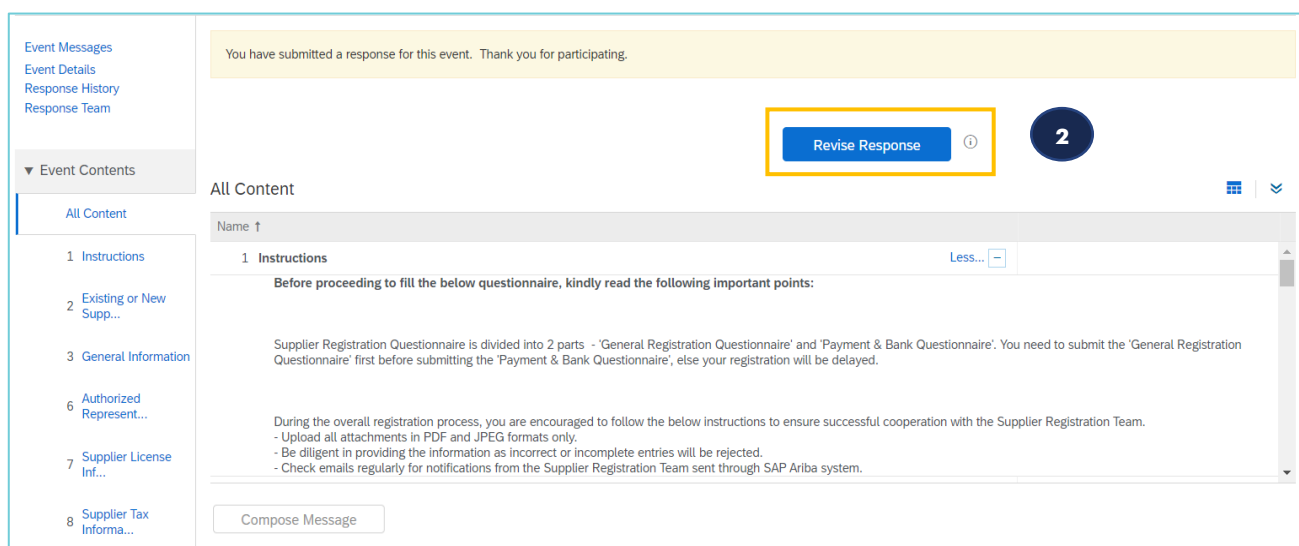 Event Messages
Event Details
Response History
Response Team
You have submitted a response for this event. Thank you for participating.
Revise Response
2
▼ Event Contents
All Content
1 Instructions
2 Existing or New
Supp...
3 General Information
6 Authorized
Represent...
7 Supplier License
Inf...
8 Supplier Tax
Informa...
All Content
Name ↑
1 Instructions Less... −
Before proceeding to fill the below questionnaire, kindly read the following important points:
Supplier Registration Questionnaire is divided into 2 parts - 'General Registration Questionnaire' and 'Payment & Bank Questionnaire'. You need to submit the 'General Registration
Questionnaire' first before submitting the 'Payment & Bank Questionnaire', else your registration will be delayed.
During the overall registration process, you are encouraged to follow the below instructions to ensure successful cooperation with the Supplier Registration Team.
- Upload all attachments in PDF and JPEG formats only.
- Be diligent in providing the information as incorrect or incomplete entries will be rejected.
- Check emails regularly for notifications from the Supplier Registration Team sent through SAP Ariba system.
Compose Message